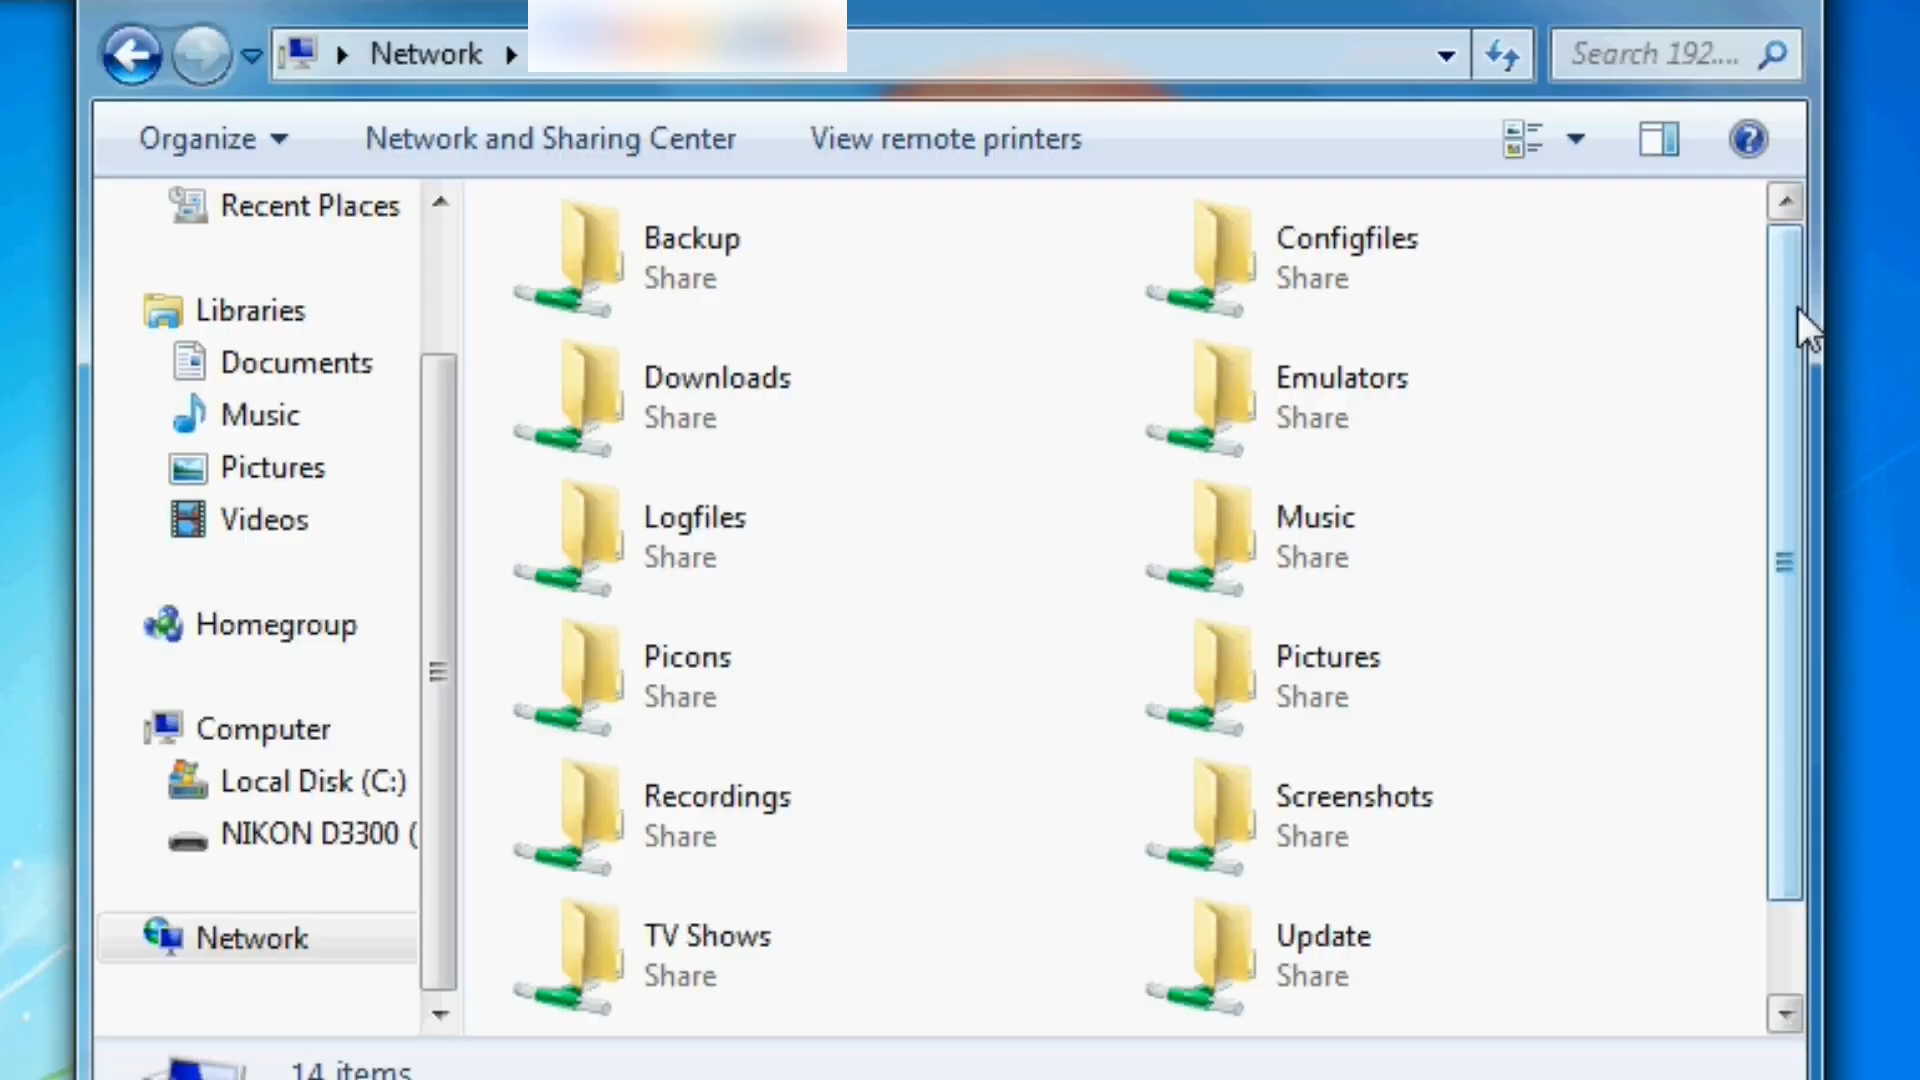 Network
Search 192....
Organize
Network and Sharing Center
View remote printers
Recent Places
Libraries
Documents
Music
Pictures
Videos
Homegroup
Computer
Local Disk (C:)
NIKON D3300 (
Network
Backup
Share
Configfiles
Share
Downloads
Share
Emulators
Share
Logfiles
Share
Music
Share
Picons
Share
Pictures
Share
Recordings
Share
Screenshots
Share
TV Shows
Share
Update
Share
14 items